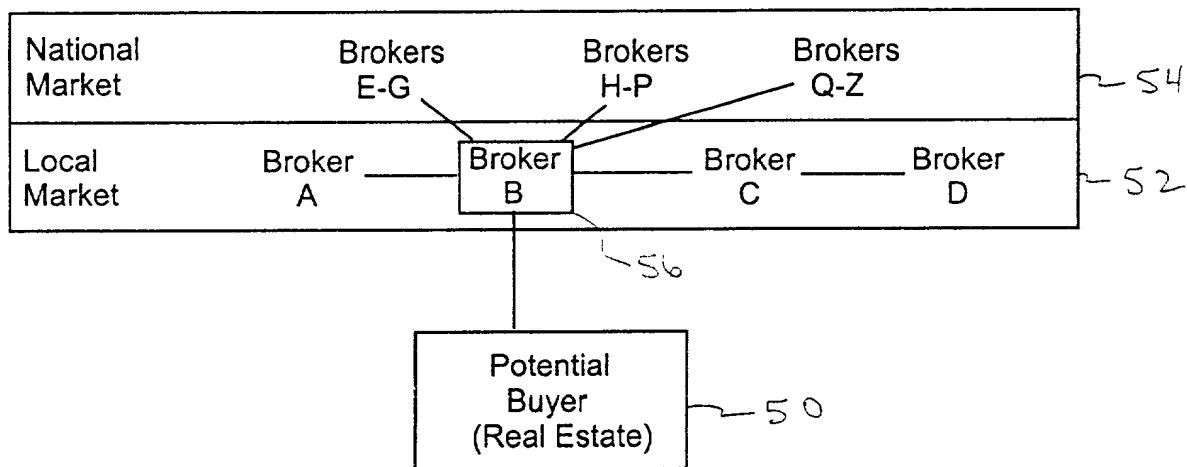 National Market
Brokers E-G
Brokers H-P
Brokers Q-Z
54
Local Market
Broker A
Broker B
Broker C
Broker D
52
56
Potential Buyer (Real Estate)
50